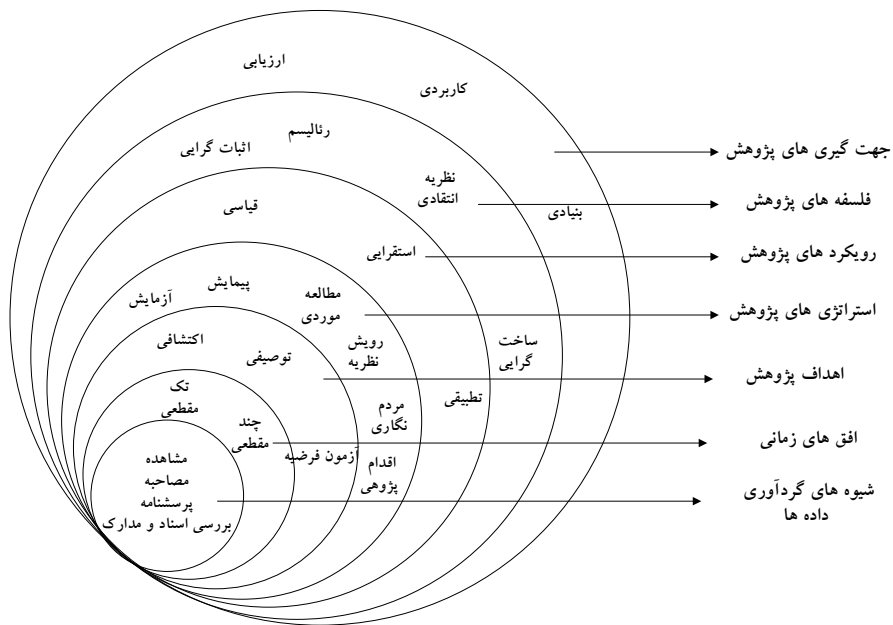 ارزیابی
کاربردی
بنیادی
جهت گیری های پژوهش
رئالیسم
اثبات گرایی
نظریه
انتقادی
ساخت
گرایی
فلسفه های پژوهش
قیاسی
استقرایی
تطبیقی
رویکرد های پژوهش
پیمایش
آزمایش
مطالعه
موردی
رویش
نظریه
مردم
نگاری
اقدام
پژوهی
استراتژی های پژوهش
اکتشافی
توصیفی
آزمون فرضیه
اهداف پژوهش
تک
مقطعی
چند
مقطعی
افق های زمانی
مشاهده
مصاحبه
پرسشنامه
بررسی اسناد و مدارک
شیوه های گردآوری
داده ها